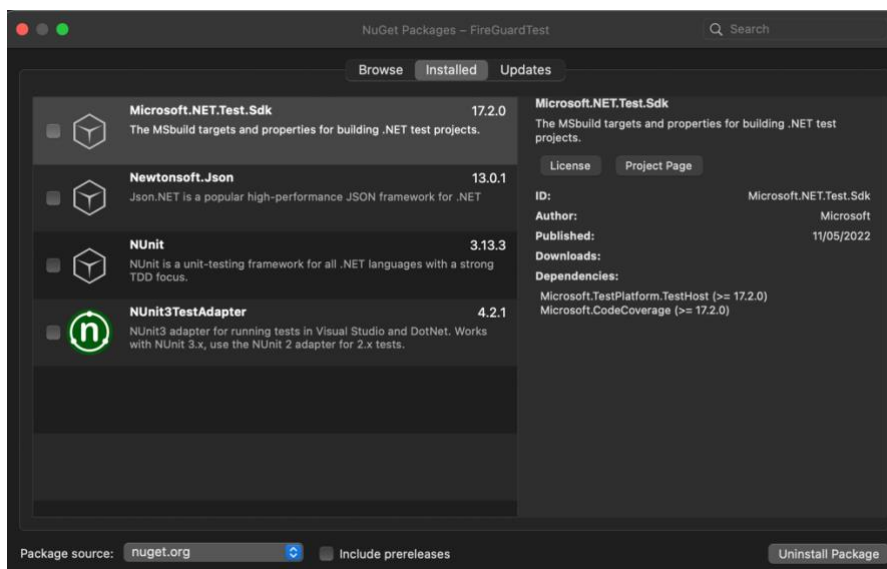 NuGet Packages – FireGuardTest
Search
Browse Installed Updates
Microsoft.NET.Test.Sdk 17.2.0
The MSbuild targets and properties for building .NET test projects.
Newtonsoft.Json 13.0.1
Json.NET is a popular high-performance JSON framework for .NET
NUnit 3.13.3
NUnit is a unit-testing framework for all .NET languages with a strong
TDD focus.
NUnit3TestAdapter 4.2.1
NUnit3 adapter for running tests in Visual Studio and DotNet. Works
with NUnit 3.x, use the NUnit 2 adapter for 2.x tests.
Microsoft.NET.Test.Sdk
The MSbuild targets and properties for building .NET test
projects.
License Project Page
ID: Microsoft.NET.Test.Sdk
Author: Microsoft
Published: 11/05/2022
Downloads:
Dependencies:
Microsoft.TestPlatform.TestHost (>= 17.2.0)
Microsoft.CodeCoverage (>= 17.2.0)
Package source: nuget.org Include prereleases Uninstall Package